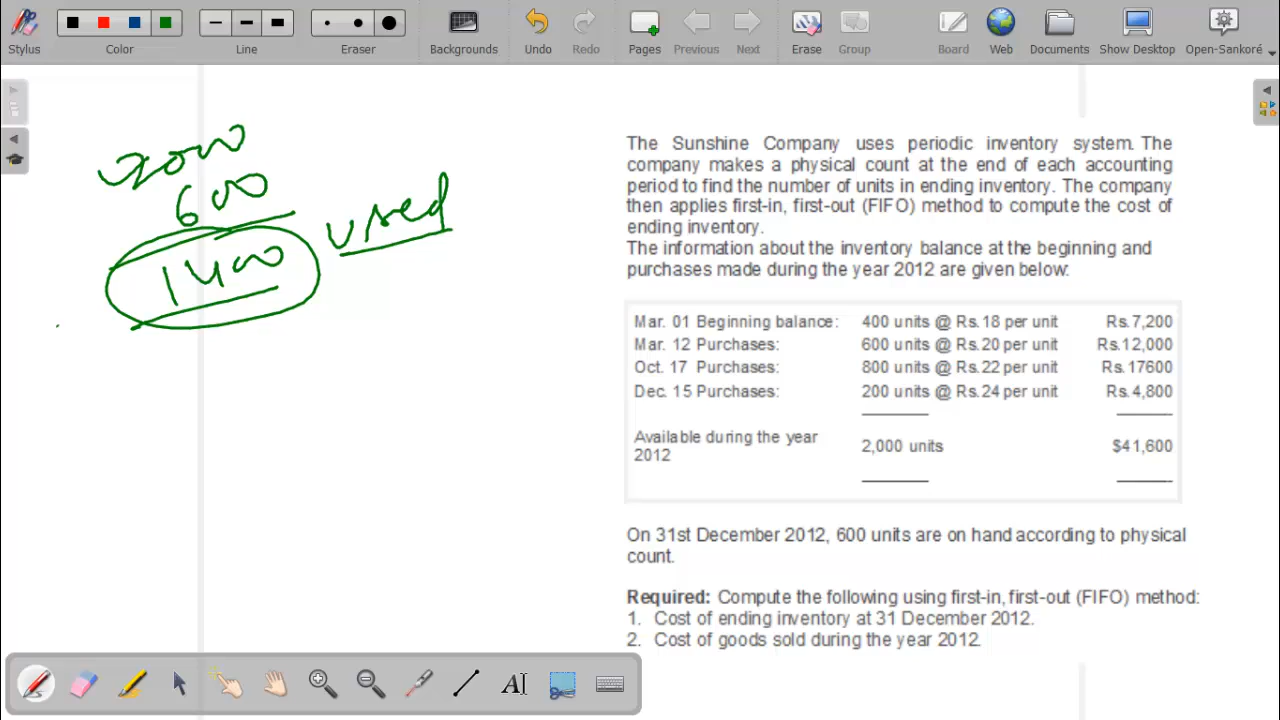 Stylus
Color
Line
Eraser
Backgrounds
Undo
Redo
Pages
Previous
Next
Erase
Group
Board
Web
Documents
Show Desktop
Open-Sankoré
2000
600
1400
used
The Sunshine Company uses periodic inventory system. The
company makes a physical count at the end of each accounting
period to find the number of units in ending inventory. The company
then applies first-in, first-out (FIFO) method to compute the cost of
ending inventory.
The information about the inventory balance at the beginning and
purchases made during the year 2012 are given below:
Mar. 01 Beginning balance: 400 units @ Rs.18 per unit Rs.7,200
Mar. 12 Purchases: 600 units @ Rs.20 per unit Rs.12,000
Oct. 17 Purchases: 800 units @ Rs.22 per unit Rs.17600
Dec. 15 Purchases: 200 units @ Rs.24 per unit Rs.4,800
Available during the year
2012 2,000 units $41,600
On 31st December 2012, 600 units are on hand according to physical
count.
Required: Compute the following using first-in, first-out (FIFO) method:
1. Cost of ending inventory at 31 December 2012.
2. Cost of goods sold during the year 2012.